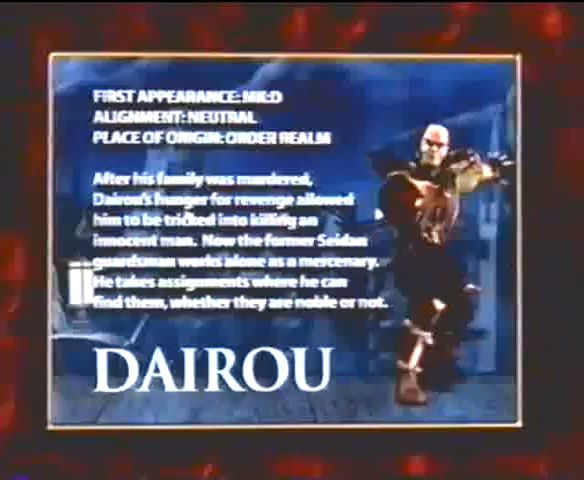 FIRST APPEARANCE: MK:D
ALIGNMENT: NEUTRAL
PLACE OF ORIGIN: ORDER REALM
After his family was murdered,
Dairou's hunger for revenge allowed
him to be tricked into killing an
innocent man. Now the former Seidan
guardsman works alone as a mercenary.
He takes assignments where he can
find them, whether they are noble or not.
DAIROU